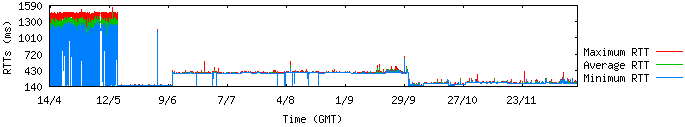 1590
1300
1010
720
430
140
RTTs (ms)
14/4 12/5 9/6 7/7 4/8 1/9 29/9 27/10 23/11
Time (GMT)
Maximum RTT
Average RTT
Minimum RTT